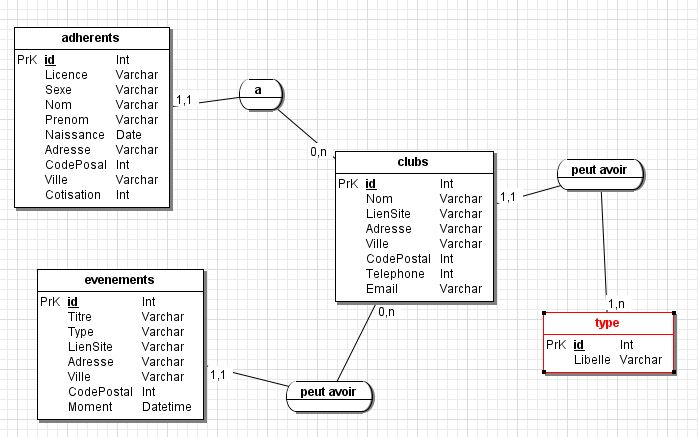 adherents
PrK id Int
Licence Varchar
Sexe Varchar
Nom Varchar
Prenom Varchar
Naissance Date
Adresse Varchar
CodePosal Int
Ville Varchar
Cotisation Int
1,1
a
0,n
clubs
PrK id Int
Nom Varchar
LienSite Varchar
Adresse Varchar
Ville Varchar
CodePostal Int
Telephone Int
Email Varchar
1,1
peut avoir
1,n
type
PrK id Int
Libelle Varchar
0,n
evenements
PrK id Int
Titre Varchar
Type Varchar
LienSite Varchar
Adresse Varchar
Ville Varchar
CodePostal Int
Moment Datetime
1,1
peut avoir